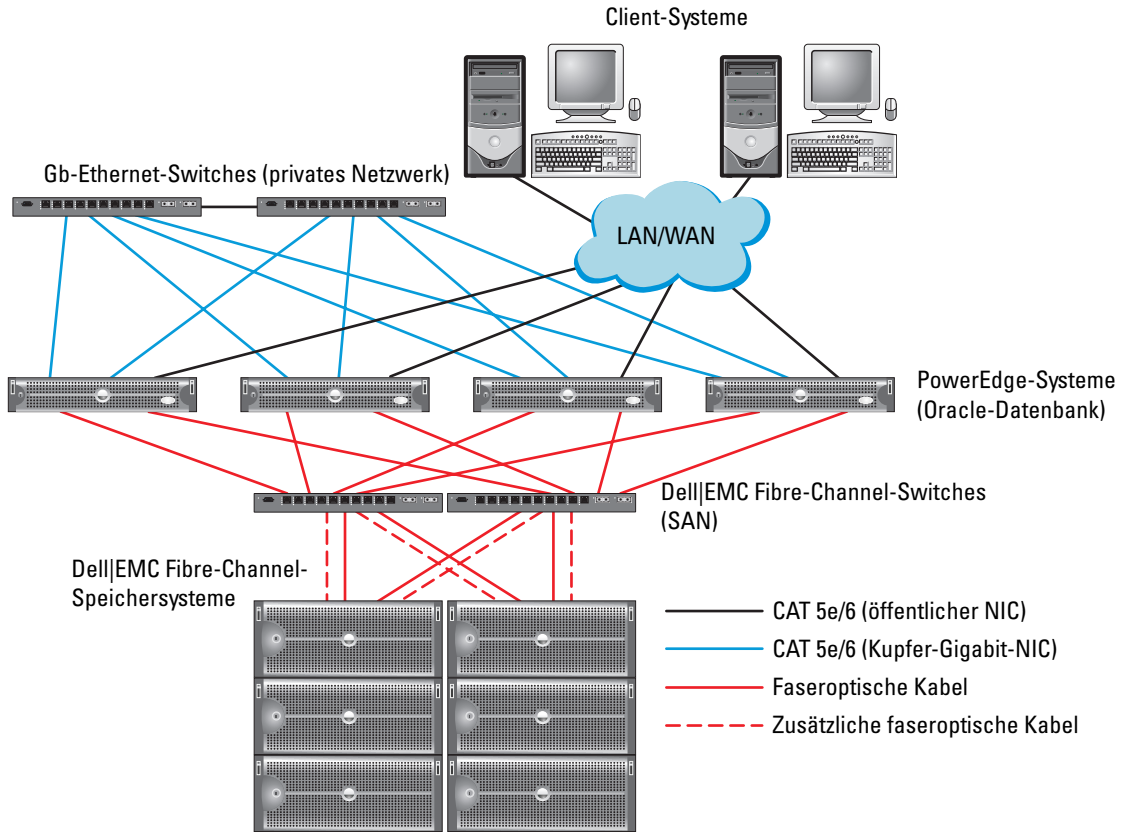 Client-Systeme
Gb-Ethernet-Switches (privates Netzwerk)
LAN/WAN
PowerEdge-Systeme
(Oracle-Datenbank)
Dell|EMC Fibre-Channel-Switches
(SAN)
Dell|EMC Fibre-Channel-
Speichersysteme
CAT 5e/6 (öffentlicher NIC)
CAT 5e/6 (Kupfer-Gigabit-NIC)
Faseroptische Kabel
Zusätzliche faseroptische Kabel